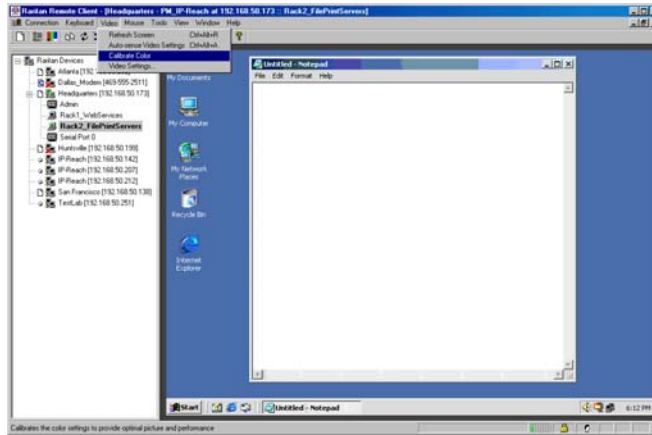 Raritan Remote Client - [Headquarters - PM_IP-Reach at 192.168.50.173 :: Rack2_FilePrintServers]
Connection Keyboard Video Mouse Tools View Window Help
Refresh Screen Ctrl+Alt+R
Auto-sense Video Settings Ctrl+Alt+A
Calibrate Color
Video Settings...
Raritan Devices
Atlanta [192.
Dallas_Modem [469-555-2511]
Headquarters [192.168.50.173]
Admin
Rack1_WebServices
Rack2_FilePrintServers
Serial Port 0
Huntsville [192.168.50.199]
IP-Reach [192.168.50.142]
IP-Reach [192.168.50.207]
IP-Reach [192.168.50.212]
San Francisco [192.168.50.138]
TestLab [192.168.50.251]
My Documents
My Computer
My Network
Places
Recycle Bin
Internet
Explorer
Untitled - Notepad
File Edit Format Help
Start
Untitled - Notepad
6:12 PM
Calibrates the color settings to provide optimal picture and performance